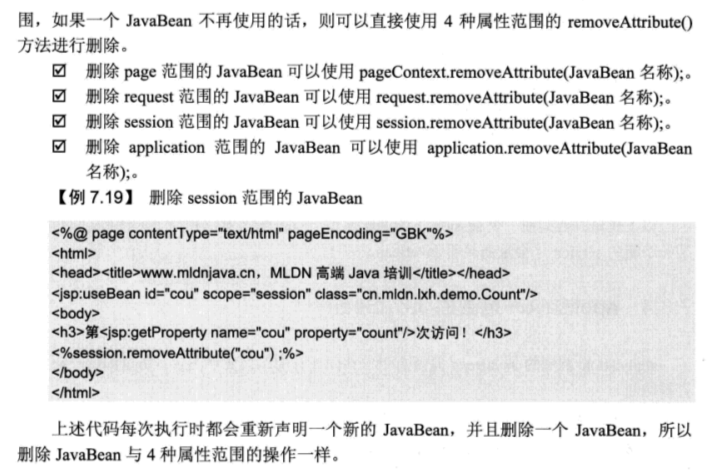 围，如果一个 JavaBean 不再使用的话，则可以直接使用 4 种属性范围的 removeAttribute()
方法进行删除。
☑ 删除 page 范围的 JavaBean 可以使用 pageContext.removeAttribute(JavaBean 名称);。
☑ 删除 request 范围的 JavaBean 可以使用 request.removeAttribute(JavaBean 名称);。
☑ 删除 session 范围的 JavaBean 可以使用 session.removeAttribute(JavaBean 名称);。
☑ 删除 application 范围的 JavaBean 可以使用 application.removeAttribute(JavaBean
名称);。
【例 7.19】 删除 session 范围的 JavaBean
<%@ page contentType="text/html" pageEncoding="GBK"%>
<html>
<head><title>www.mldnjava.cn，MLDN 高端 Java 培训</title></head>
<jsp:useBean id="cou" scope="session" class="cn.mldn.lxh.demo.Count"/>
<body>
<h3>第<jsp:getProperty name="cou" property="count"/>次访问！</h3>
<%session.removeAttribute("cou") ;%>
</body>
</html>
上述代码每次执行时都会重新声明一个新的 JavaBean，并且删除一个 JavaBean，所以
删除 JavaBean 与 4 种属性范围的操作一样。